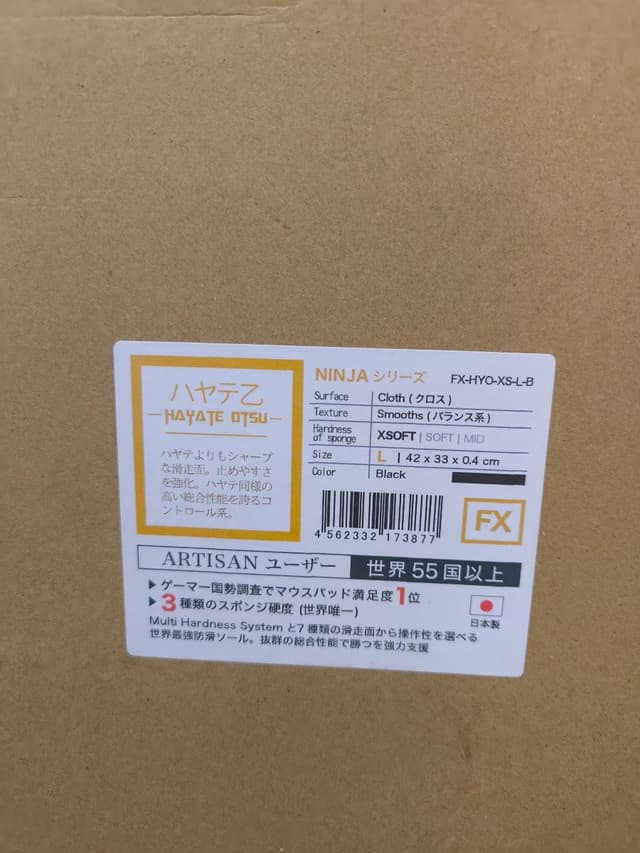 ハヤテ乙
HAYATE OTSU
ハヤテよりもシャープ
な滑走面。止めやすさ
を強化。ハヤテ同様の
高い総合性能を誇るコ
ントロール系。
NINJA シリーズ FX-HYO-XS-L-B
Surface Cloth (クロス)
Texture Smooths (バランス系)
Hardness of sponge XSOFT | SOFT | MID
Size L | 42 x 33 x 0.4 cm
Color Black
4 562332 173877
FX
ARTISAN ユーザー 世界 55 国以上
▶ ゲーマー国勢調査でマウスパッド満足度 1位
▶ 3 種類のスポンジ硬度 (世界唯一)
日本製
Multi Hardness System と7 種類の滑走面から操作性を選べる
世界最強防滑ソール。抜群の総合性能で勝つを強力支援